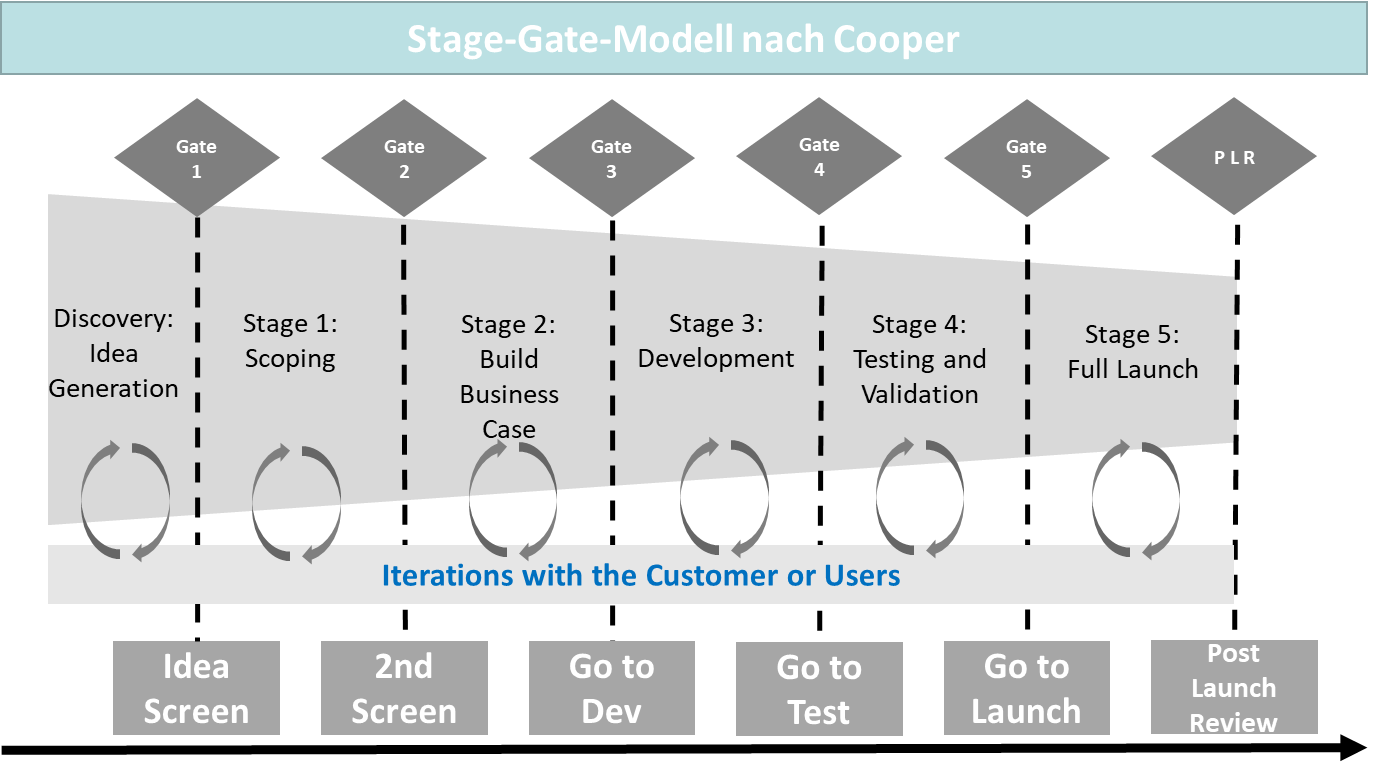 Stage-Gate-Modell nach Cooper
Gate
1
Gate
2
Gate
3
Gate
4
Gate
5
P L R
Discovery:
Idea
Generation
Stage 1:
Scoping
Stage 2:
Build
Business
Case
Stage 3:
Development
Stage 4:
Testing and
Validation
Stage 5:
Full Launch
Iterations with the Customer or Users
Idea
Screen
2nd
Screen
Go to
Dev
Go to
Test
Go to
Launch
Post
Launch
Review